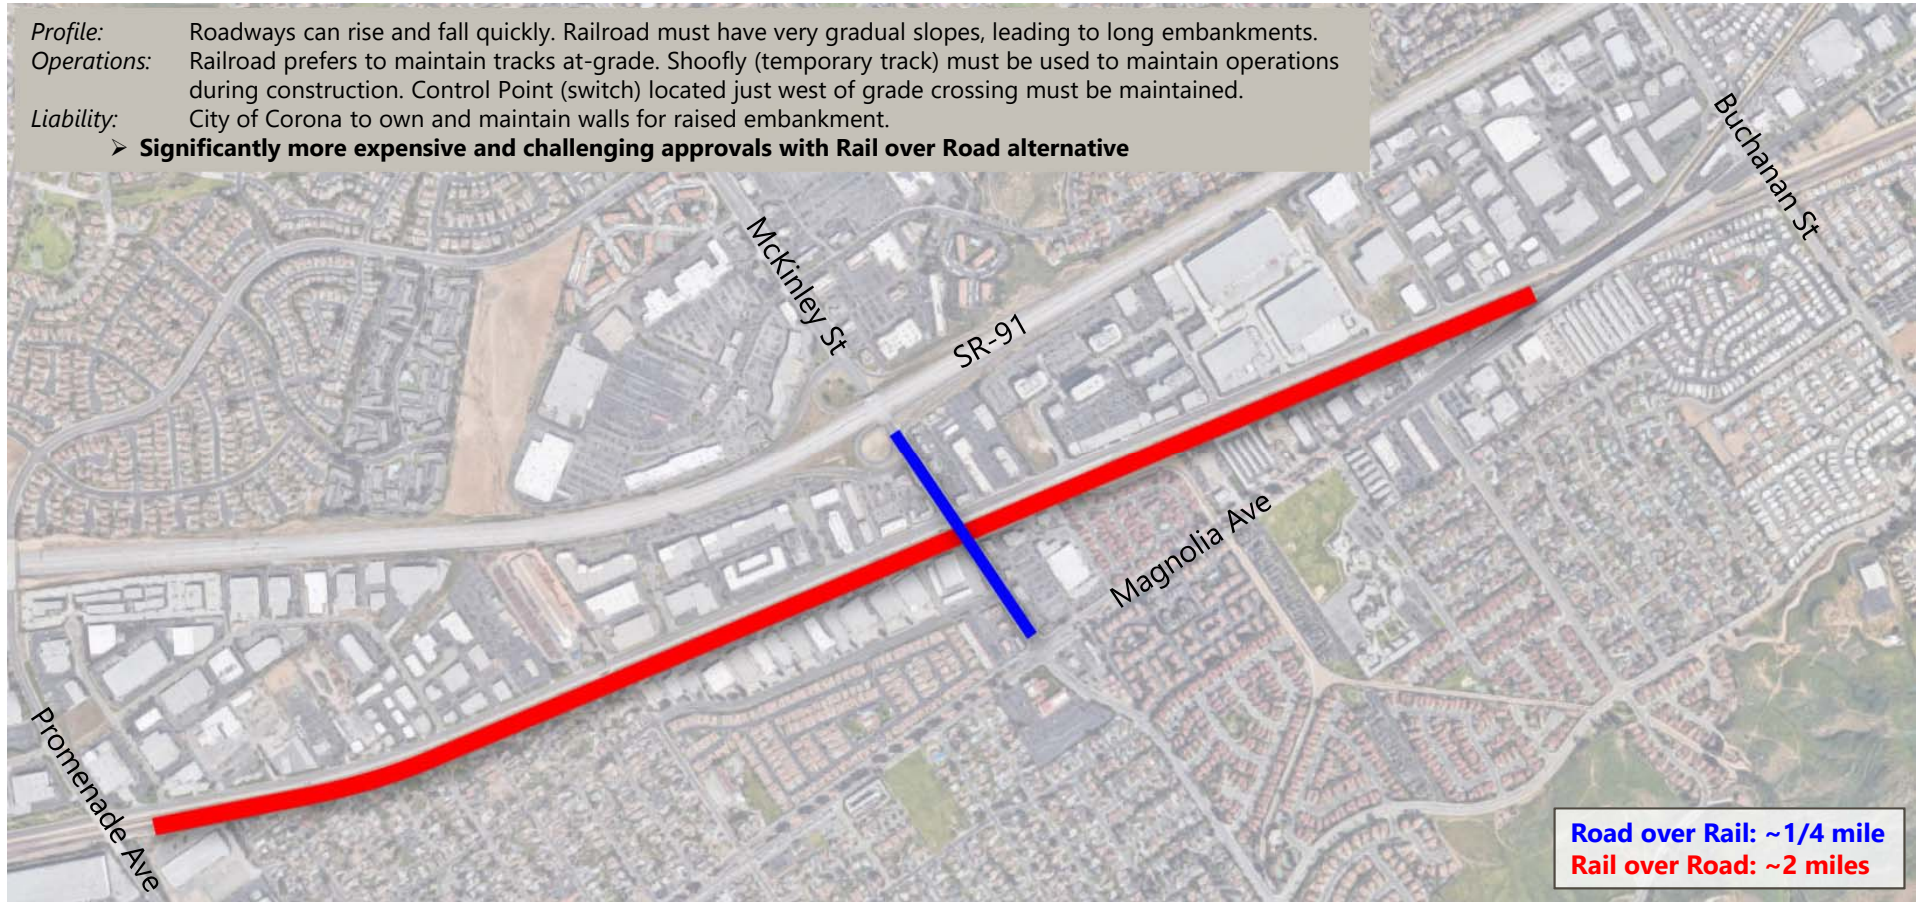 Profile: Roadways can rise and fall quickly. Railroad must have very gradual slopes, leading to long embankments.
Operations: Railroad prefers to maintain tracks at-grade. Shoofly (temporary track) must be used to maintain operations
during construction. Control Point (switch) located just west of grade crossing must be maintained.
Liability: City of Corona to own and maintain walls for raised embankment.
➢ Significantly more expensive and challenging approvals with Rail over Road alternative
Buchanan St
McKinley St
SR-91
Magnolia Ave
Promenade Ave
Road over Rail: ~1/4 mile
Rail over Road: ~2 miles